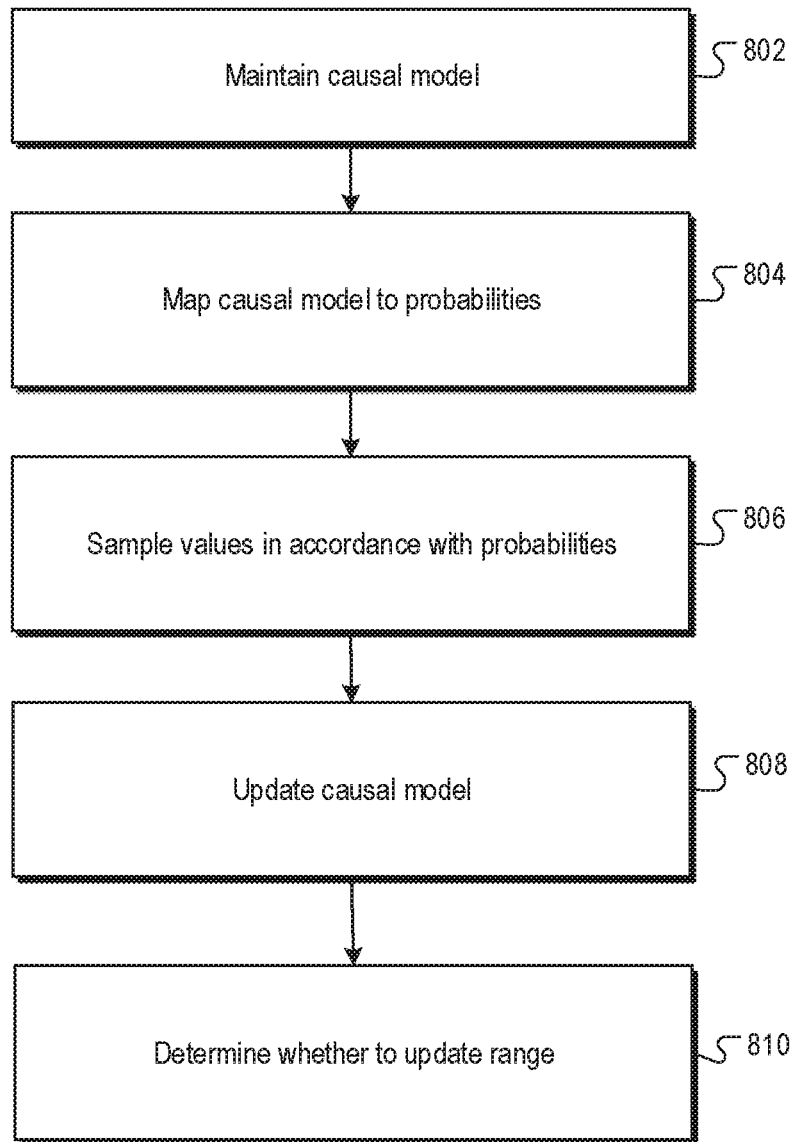 Maintain causal model
802
Map causal model to probabilities
804
Sample values in accordance with probabilities
806
Update causal model
808
Determine whether to update range
810